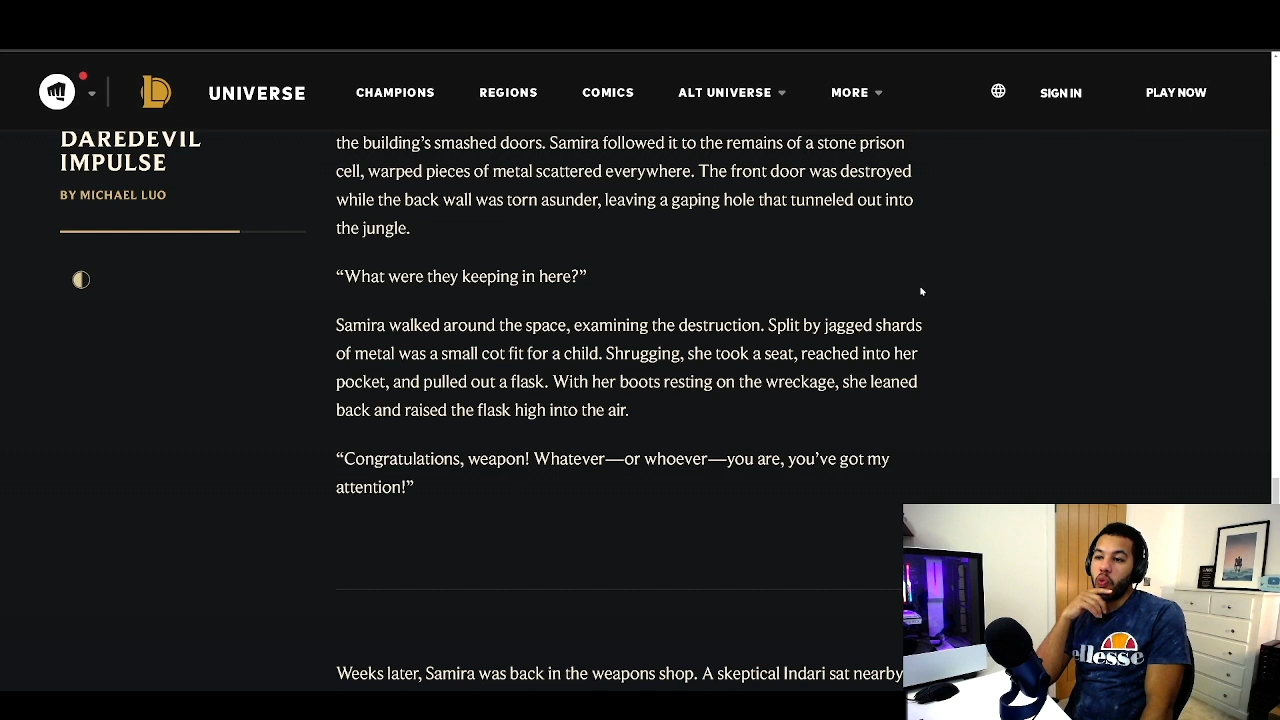 UNIVERSE
CHAMPIONS
REGIONS
COMICS
ALT UNIVERSE
MORE
SIGN IN
PLAY NOW
DAREDEVIL
IMPULSE
BY MICHAEL LUO
the building’s smashed doors. Samira followed it to the remains of a stone prison
cell, warped pieces of metal scattered everywhere. The front door was destroyed
while the back wall was torn asunder, leaving a gaping hole that tunneled out into
the jungle.
“What were they keeping in here?”
Samira walked around the space, examining the destruction. Split by jagged shards
of metal was a small cot fit for a child. Shrugging, she took a seat, reached into her
pocket, and pulled out a flask. With her boots resting on the wreckage, she leaned
back and raised the flask high into the air.
“Congratulations, weapon! Whatever—or whoever—you are, you’ve got my
attention!”
Weeks later, Samira was back in the weapons shop. A skeptical Indari sat nearby
ellesse